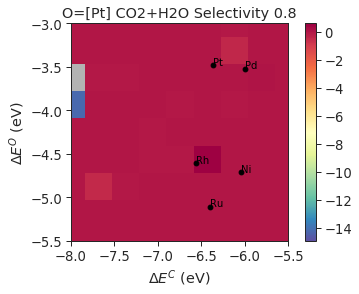 O=[Pt] CO2+H2O Selectivity 0.8
−3.0
−3.5
−4.0
−4.5
−5.0
−5.5
ΔE^O (eV)
Pt
Pd
Rh
Ni
Ru
−8.0 −7.5 −7.0 −6.5 −6.0 −5.5
ΔE^C (eV)
0
−2
−4
−6
−8
−10
−12
−14